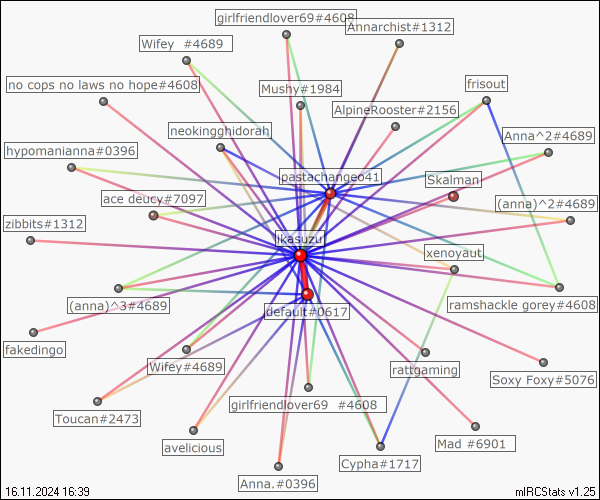 girlfriendlover69#4608
Annarchist#1312
Wifey  #4689
no cops no laws no hope#4608
Mushy#1984
frisout
AlpineRooster#2156
neokingghidorah
Anna^2#4689
hypomanianna#0396
pastachangeo41
Skalman
ace deucy#7097
(anna)^2#4689
zibbits#1312
ikasuzu
xenoyaut
(anna)^3#4689
ramshackle gorey#4608
default#0617
fakedingo
Wifey#4689
rattgaming
Soxy Foxy#5076
girlfriendlover69  #4608
Toucan#2473
avelicious
Mad #6901
Cypha#1717
Anna.#0396
16.11.2024 16:39
mIRCStats v1.25